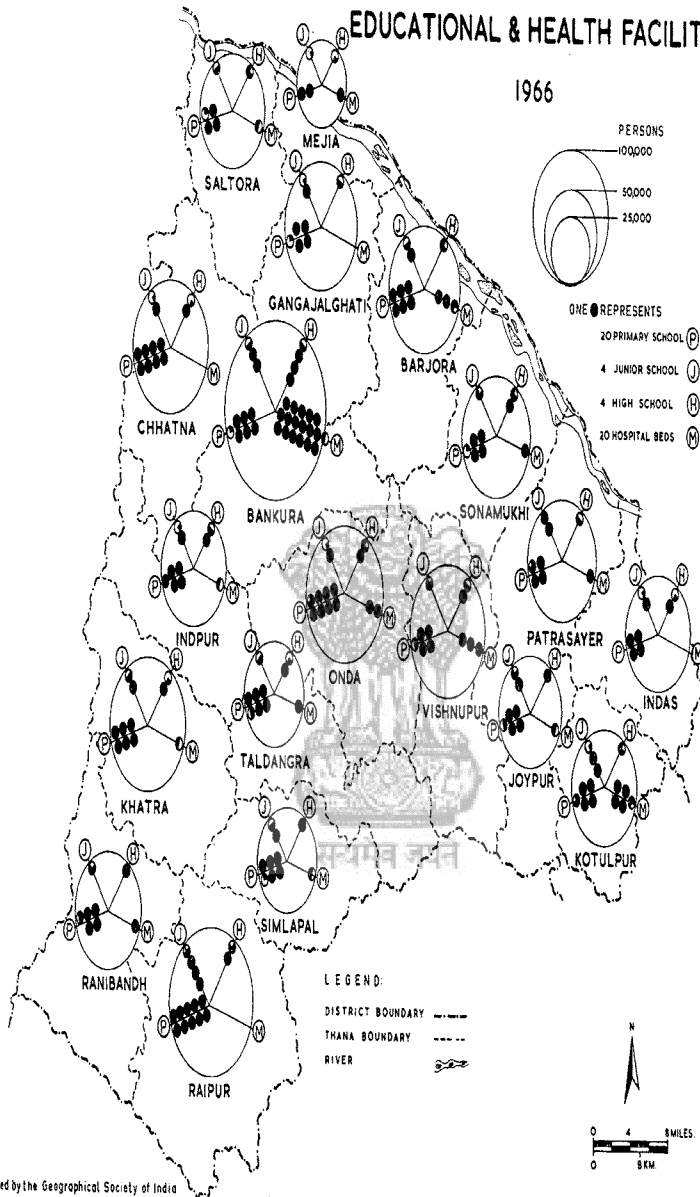 EDUCATIONAL & HEALTH FACILIT
1966
PERSONS
100,000
50,000
25,000
ONE REPRESENTS
20 PRIMARY SCHOOL P
4 JUNIOR SCHOOL J
4 HIGH SCHOOL H
20 HOSPITAL BEDS M
J H P M
SALTORA
J H P M
MEJIA
J H P M
GANGAJALGHATI
J H P M
BARJORA
J H P M
CHHATNA
J H P M
BANKURA
J H P M
SONAMUKHI
J H P M
INDPUR
J H P M
ONDA
J H P M
VISHNUPUR
J H P M
PATRASAYER
J H P M
INDAS
J H P M
KHATRA
J H P M
TALDANGRA
J H P M
JOYPUR
J H P M
KOTULPUR
J H P M
SIMLAPAL
J H P M
RANIBANDH
J H P M
RAIPUR
सत्यमेव जयते
LEGEND:
DISTRICT BOUNDARY
THANA BOUNDARY
RIVER
N
0 4 8 MILES.
0 8 KM.
ed by the Geographical Society of India